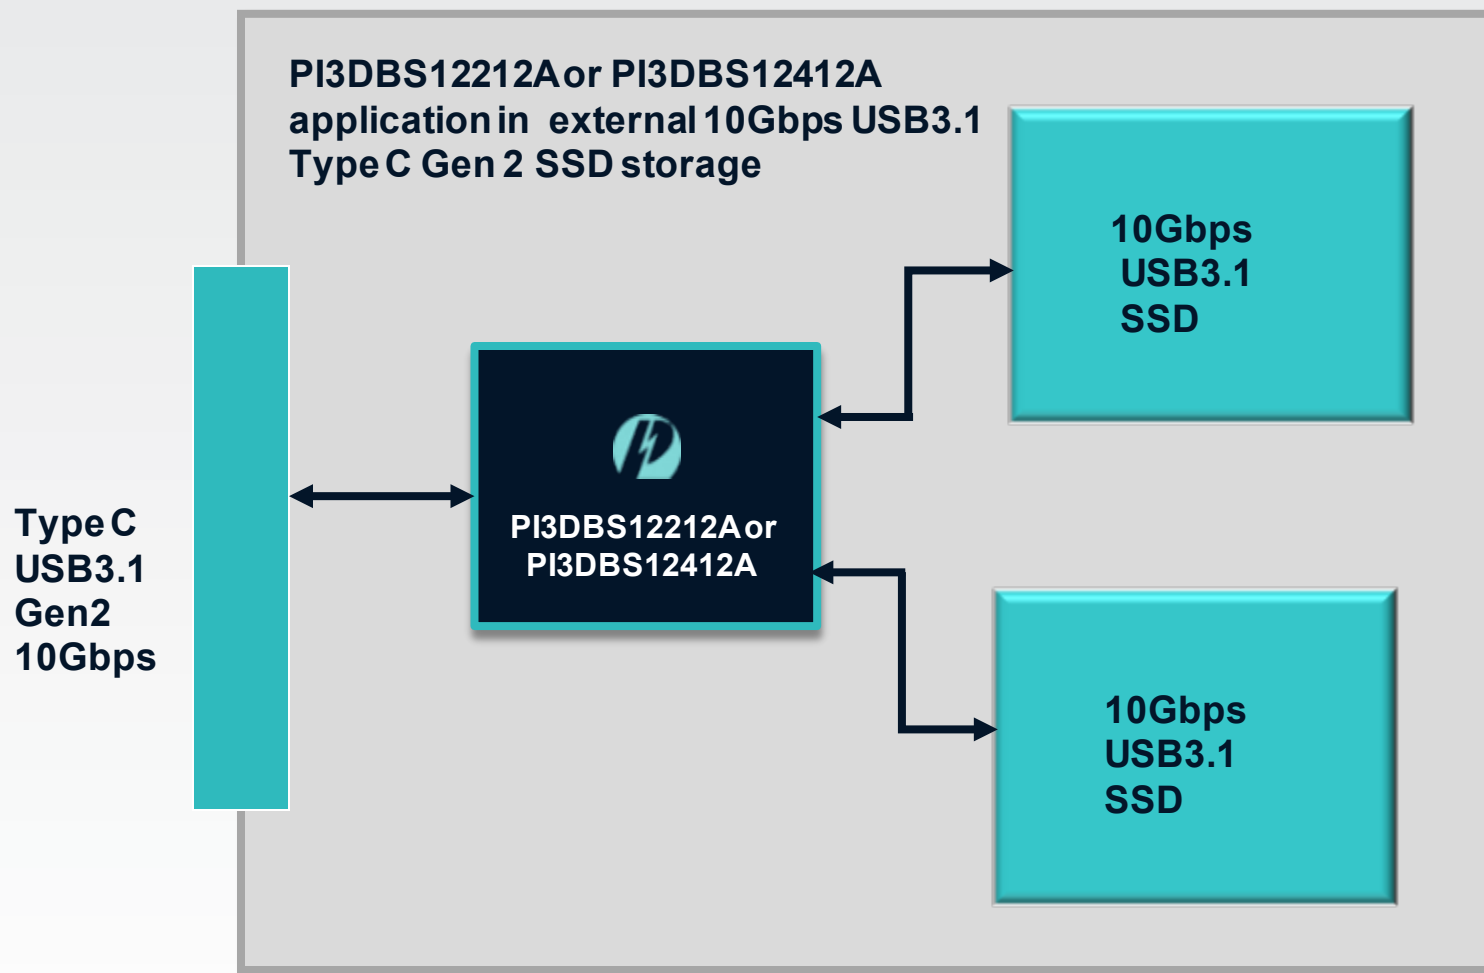 PI3DBS12212A or PI3DBS12412A
application in external 10Gbps USB3.1
Type C Gen 2 SSD storage
10Gbps
USB3.1
SSD
PI3DBS12212A or
PI3DBS12412A
Type C
USB3.1
Gen2
10Gbps
10Gbps
USB3.1
SSD